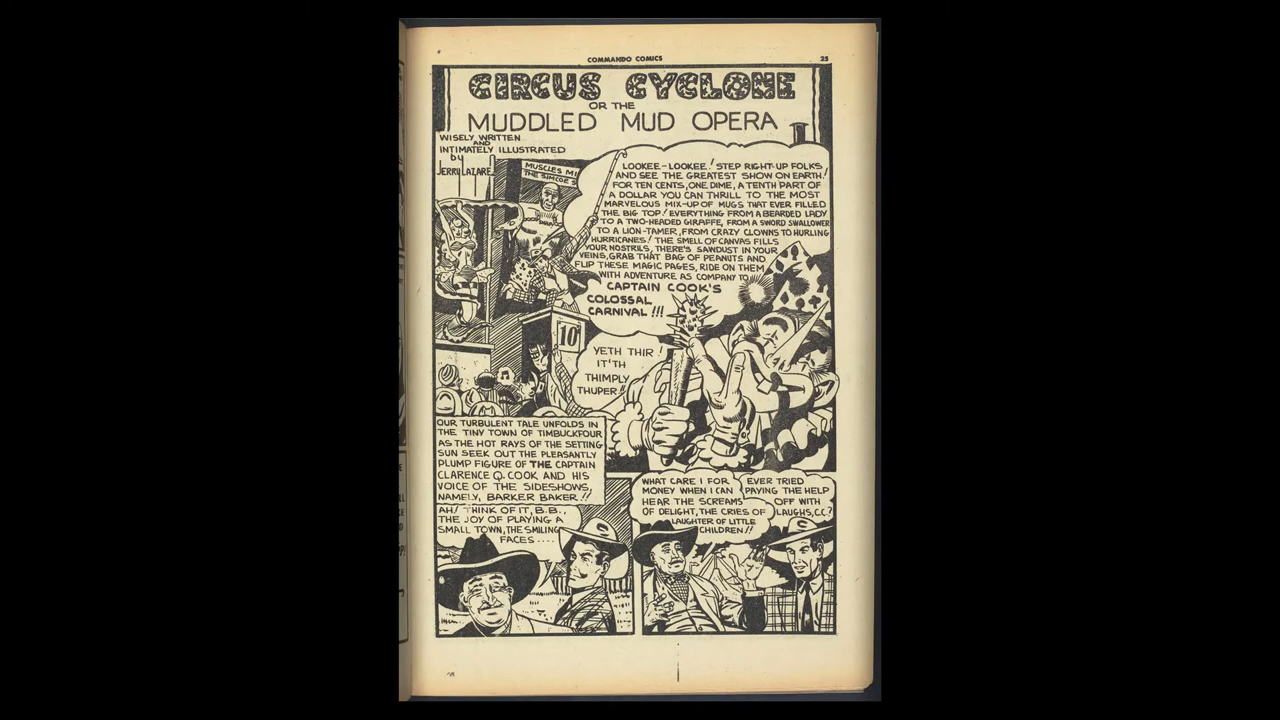 COMMANDO COMICS
25
CIRCUS CYCLONE
OR THE
MUDDLED MUD OPERA
WISELY WRITTEN
AND
INTIMATELY ILLUSTRATED
by
JERRY LAZARE
MUSCLES
THE SIMCOE
LOOKEE-LOOKEE! STEP RIGHT UP FOLKS
AND SEE THE GREATEST SHOW ON EARTH!
FOR TEN CENTS, ONE DIME, A TENTH PART OF
A DOLLAR YOU CAN THRILL TO THE MOST
MARVELOUS MIX-UP OF MUGS THAT EVER FILLED
THE BIG TOP! EVERYTHING FROM A BEARDED LADY
TO A TWO-HEADED GIRAFFE, FROM A SWORD SWALLOWER
TO A LION-TAMER, FROM CRAZY CLOWNS TO HURLING
HURRICANES! THE SMELL OF CANVAS FILLS
YOUR NOSTRILS, THERE'S SAWDUST IN YOUR
VEINS, GRAB THAT BAG OF PEANUTS AND
FLIP THESE MAGIC PAGES, RIDE ON THEM
WITH ADVENTURE AS COMPANY TO
CAPTAIN COOK'S
COLOSSAL
CARNIVAL!!!
10¢
YETH THIR!
IT'TH
THIMPLY
THUPER!!
OUR TURBULENT TALE UNFOLDS IN
THE TINY TOWN OF TIMBUCKFOUR
AS THE HOT RAYS OF THE SETTING
SUN SEEK OUT THE PLEASANTLY
PLUMP FIGURE OF THE CAPTAIN
CLARENCE Q. COOK AND HIS
VOICE OF THE SIDESHOWS,
NAMELY, BARKER BAKER!!
AH! THINK OF IT, B.B.,
THE JOY OF PLAYING A
SMALL TOWN, THE SMILING
FACES....
WHAT CARE I FOR
MONEY WHEN I CAN
HEAR THE SCREAMS
OF DELIGHT, THE CRIES OF
LAUGHTER OF LITTLE
CHILDREN!!
EVER TRIED
PAYING THE HELP
OFF WITH
LAUGHS, C.C.?